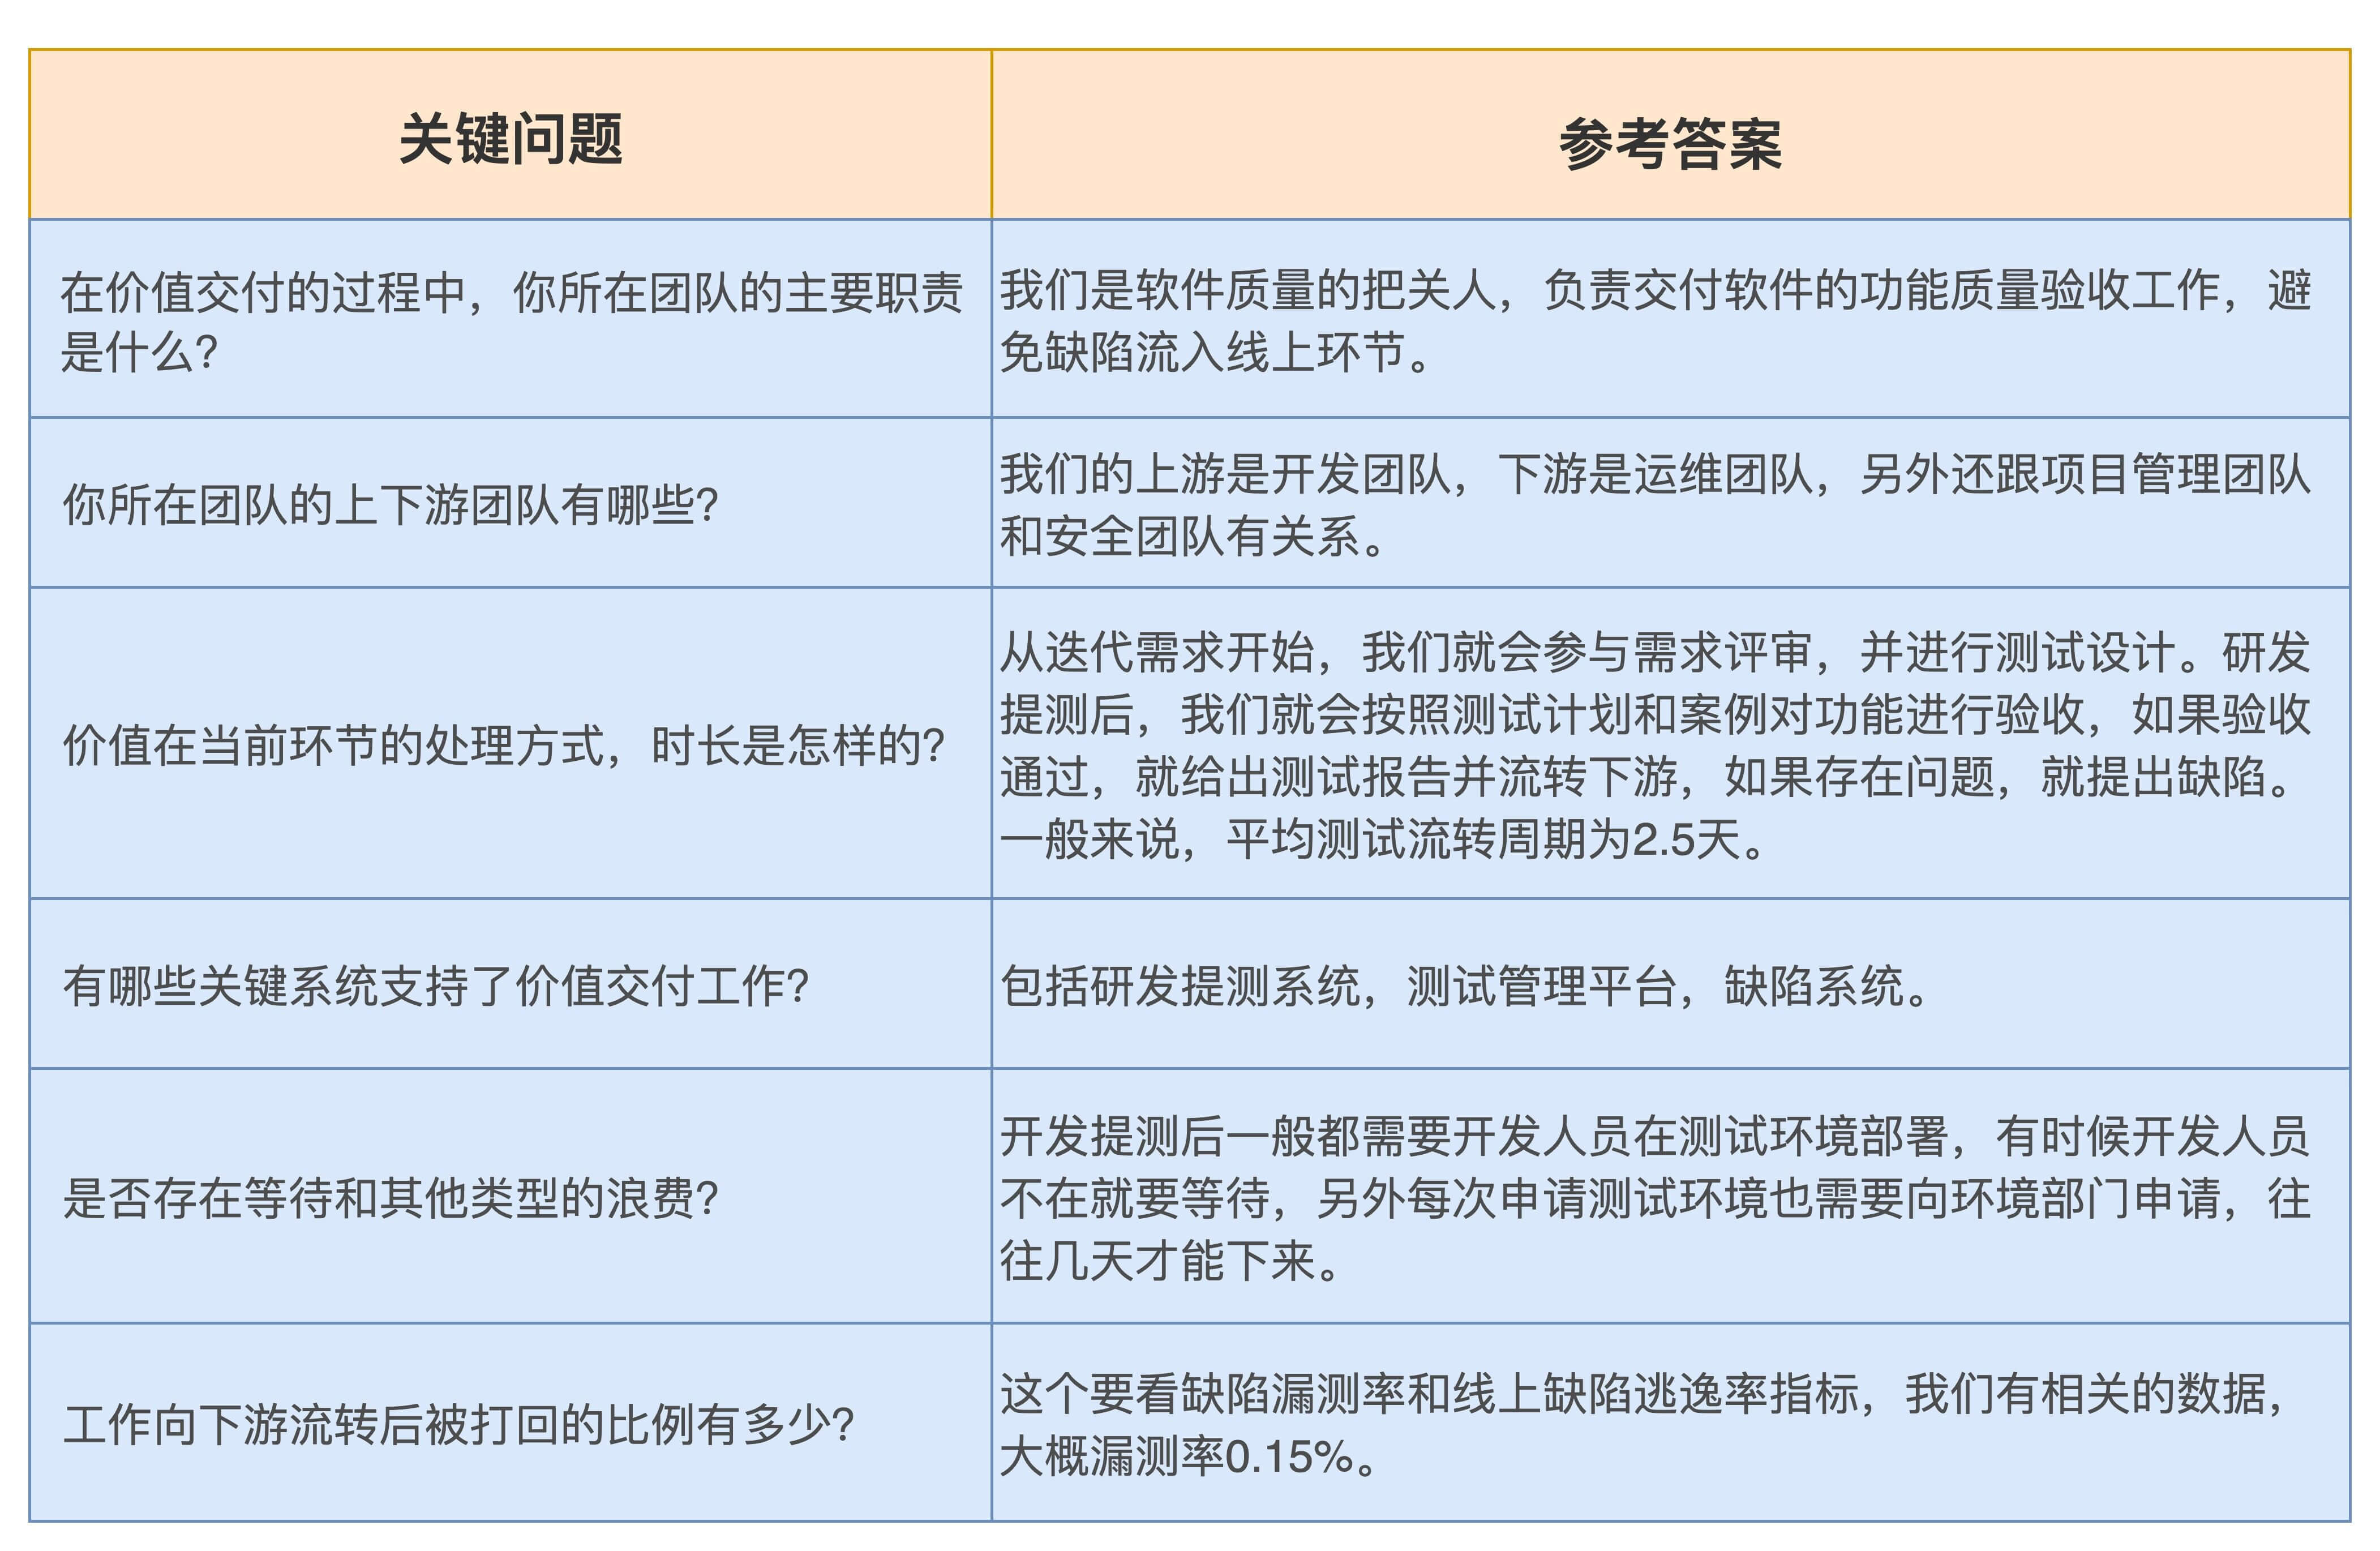 关键问题
参考答案
在价值交付的过程中，你所在团队的主要职责
是什么？
我们是软件质量的把关人，负责交付软件的功能质量验收工作，避
免缺陷流入线上环节。
你所在团队的上下游团队有哪些？
我们的上游是开发团队，下游是运维团队，另外还跟项目管理团队
和安全团队有关系。
价值在当前环节的处理方式，时长是怎样的？
从迭代需求开始，我们就会参与需求评审，并进行测试设计。研发
提测后，我们就会按照测试计划和案例对功能进行验收，如果验收
通过，就给出测试报告并流转下游，如果存在问题，就提出缺陷。
一般来说，平均测试流转周期为2.5天。
有哪些关键系统支持了价值交付工作？
包括研发提测系统，测试管理平台，缺陷系统。
是否存在等待和其他类型的浪费？
开发提测后一般都需要开发人员在测试环境部署，有时候开发人员
不在就要等待，另外每次申请测试环境也需要向环境部门申请，往
往几天才能下来。
工作向下游流转后被打回的比例有多少？
这个要看缺陷漏测率和线上缺陷逃逸率指标，我们有相关的数据，
大概漏测率0.15%。